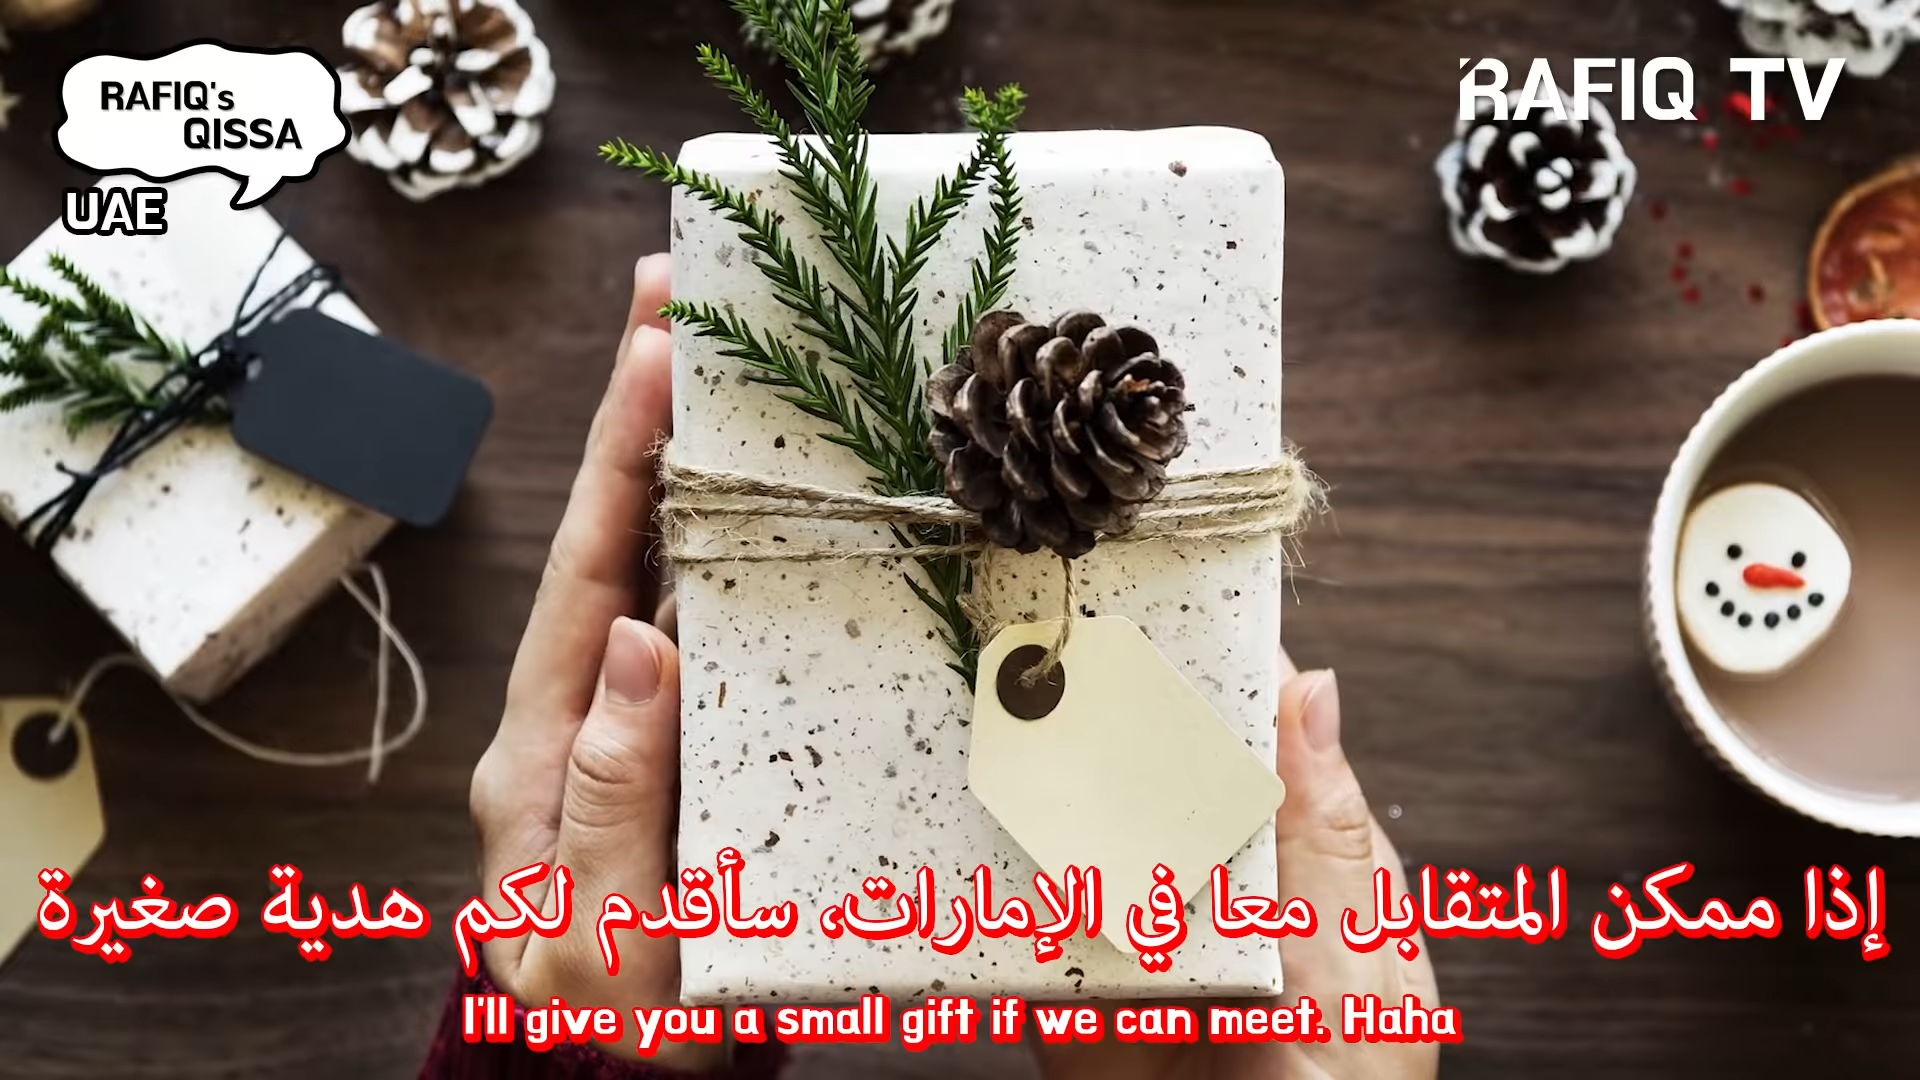 RAFIQ's
QISSA
UAE
RAFIQ TV
إذا ممكن المتقابل معا في الإمارات، سأقدم لكم هدية صغيرة
I'll give you a small gift if we can meet. Haha